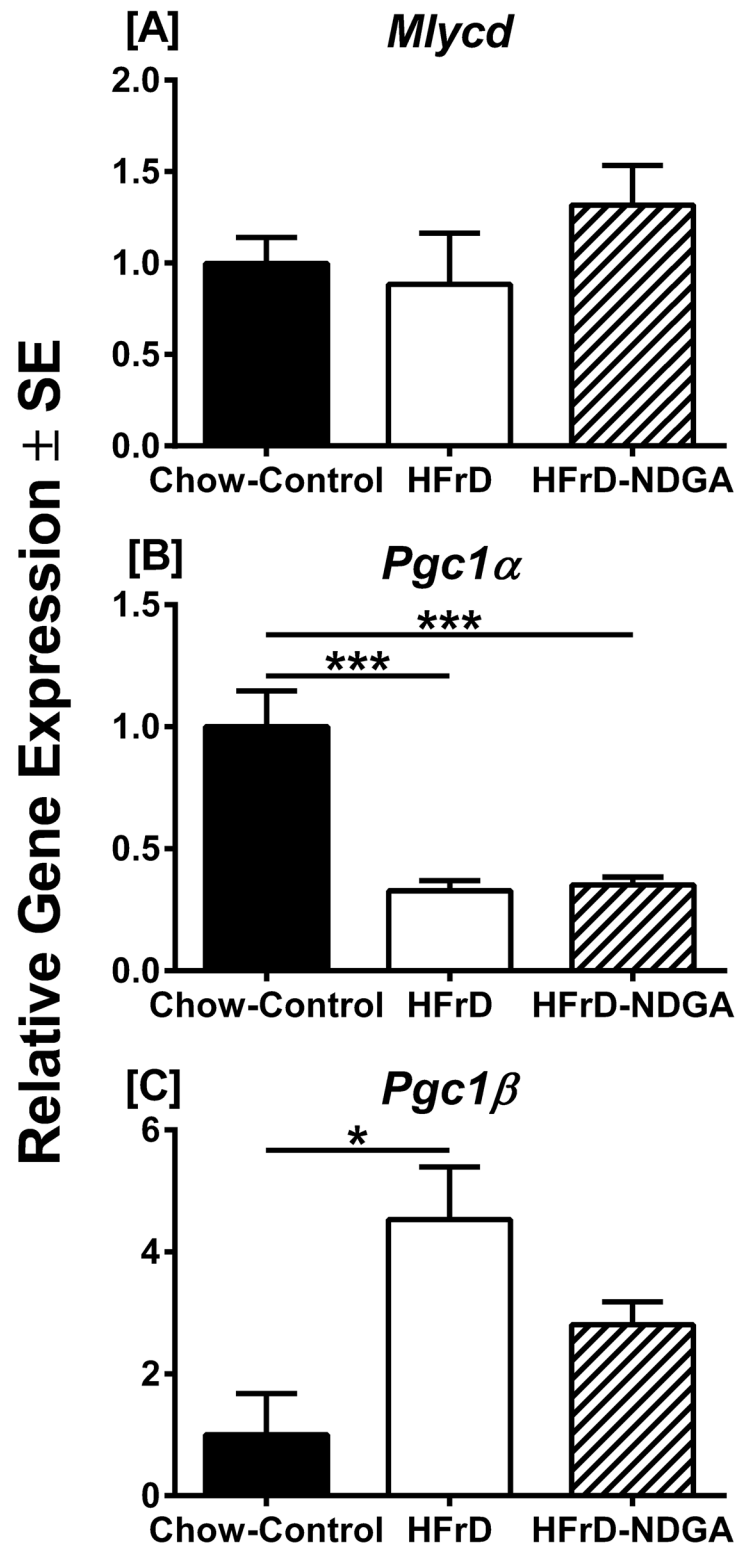 Relative Gene Expression ± SE
[A] Mlycd
2.0
1.5
1.0
0.5
0.0
Chow-Control HFrD HFrD-NDGA
[B] Pgc1α
1.5
1.0
0.5
0.0
***
***
Chow-Control HFrD HFrD-NDGA
[C] Pgc1β
6
4
2
0
*
Chow-Control HFrD HFrD-NDGA